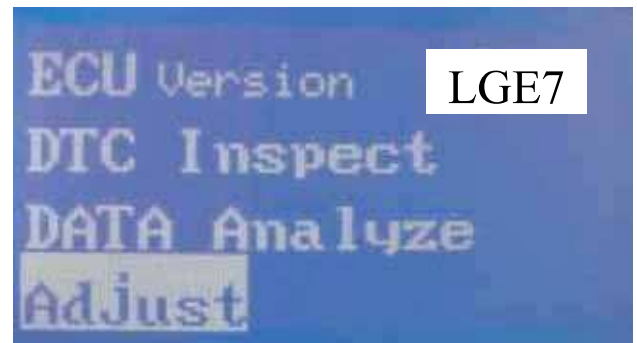 ECU Version
LGE7
DTC Inspect
DATA Analyze
Adjust